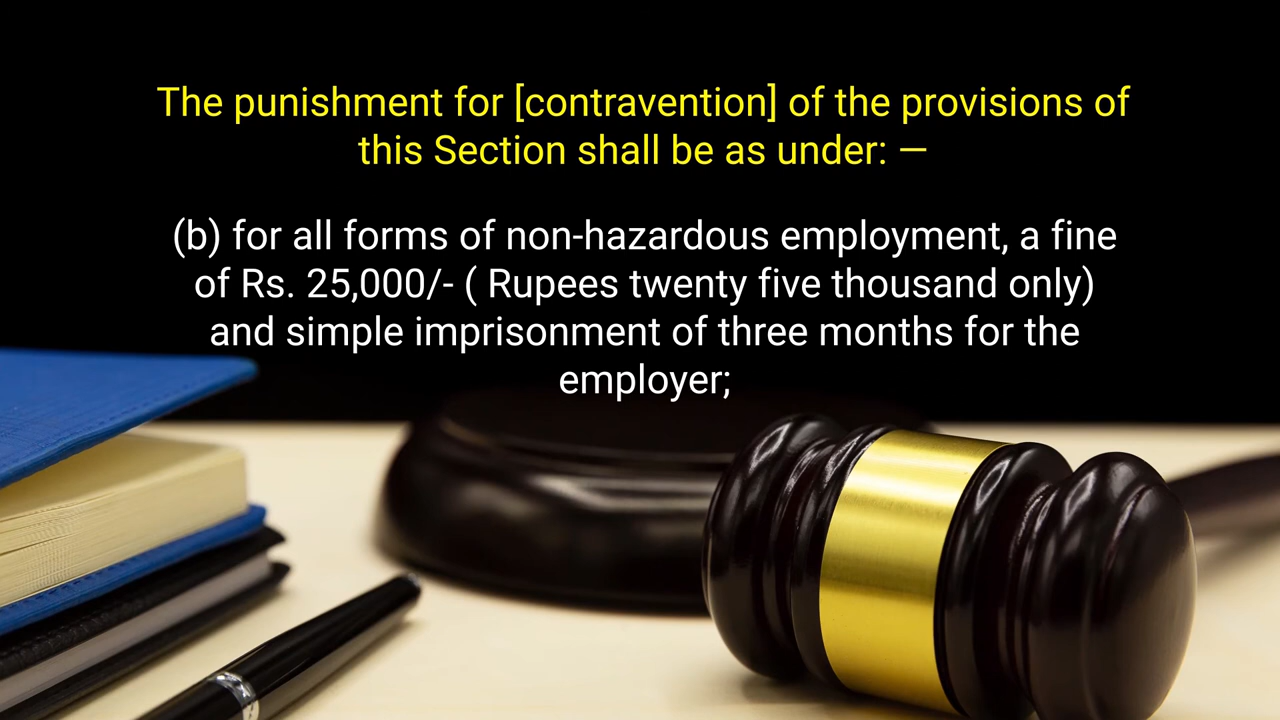 The punishment for [contravention] of the provisions of
this Section shall be as under: —
(b) for all forms of non-hazardous employment, a fine
of Rs. 25,000/- ( Rupees twenty five thousand only)
and simple imprisonment of three months for the
employer;